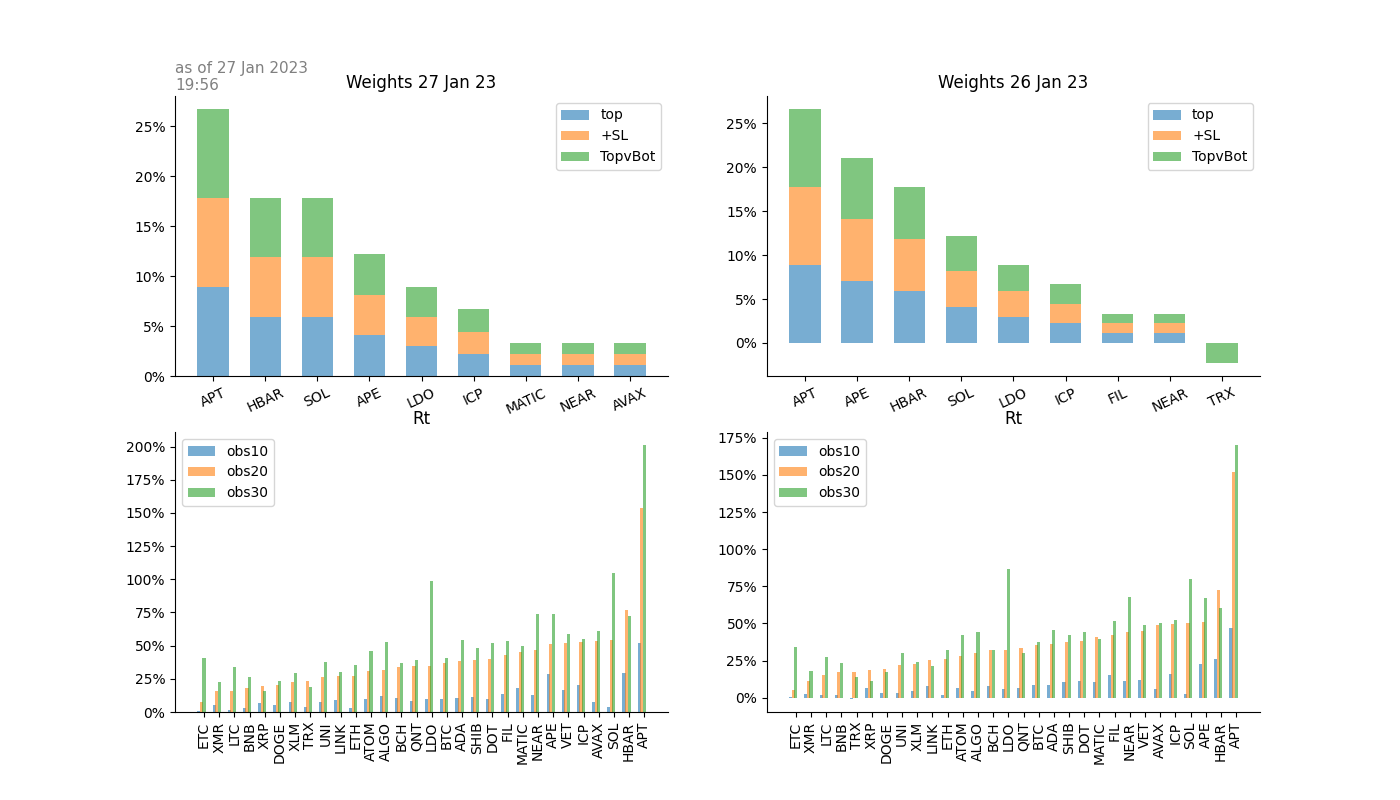 as of 27 Jan 2023
19:56
Weights 27 Jan 23
25%
20%
15%
10%
5%
0%
top
+SL
TopvBot
APT HBAR SOL APE LDO ICP MATIC NEAR AVAX
Weights 26 Jan 23
25%
20%
15%
10%
5%
0%
top
+SL
TopvBot
APT APE HBAR SOL LDO ICP FIL NEAR TRX
Rt
200%
175%
150%
125%
100%
75%
50%
25%
0%
obs10
obs20
obs30
ETC XMR LTC BNB XRP DOGE XLM TRX UNI LINK ETH ATOM ALGO BCH QNT LDO BTC ADA SHIB DOT FIL MATIC NEAR APE VET ICP AVAX SOL HBAR APT
Rt
175%
150%
125%
100%
75%
50%
25%
0%
obs10
obs20
obs30
ETC XMR LTC BNB TRX XRP DOGE UNI XLM LINK ETH ATOM ALGO BCH LDO QNT BTC ADA SHIB DOT MATIC FIL NEAR VET AVAX ICP SOL APE HBAR APT